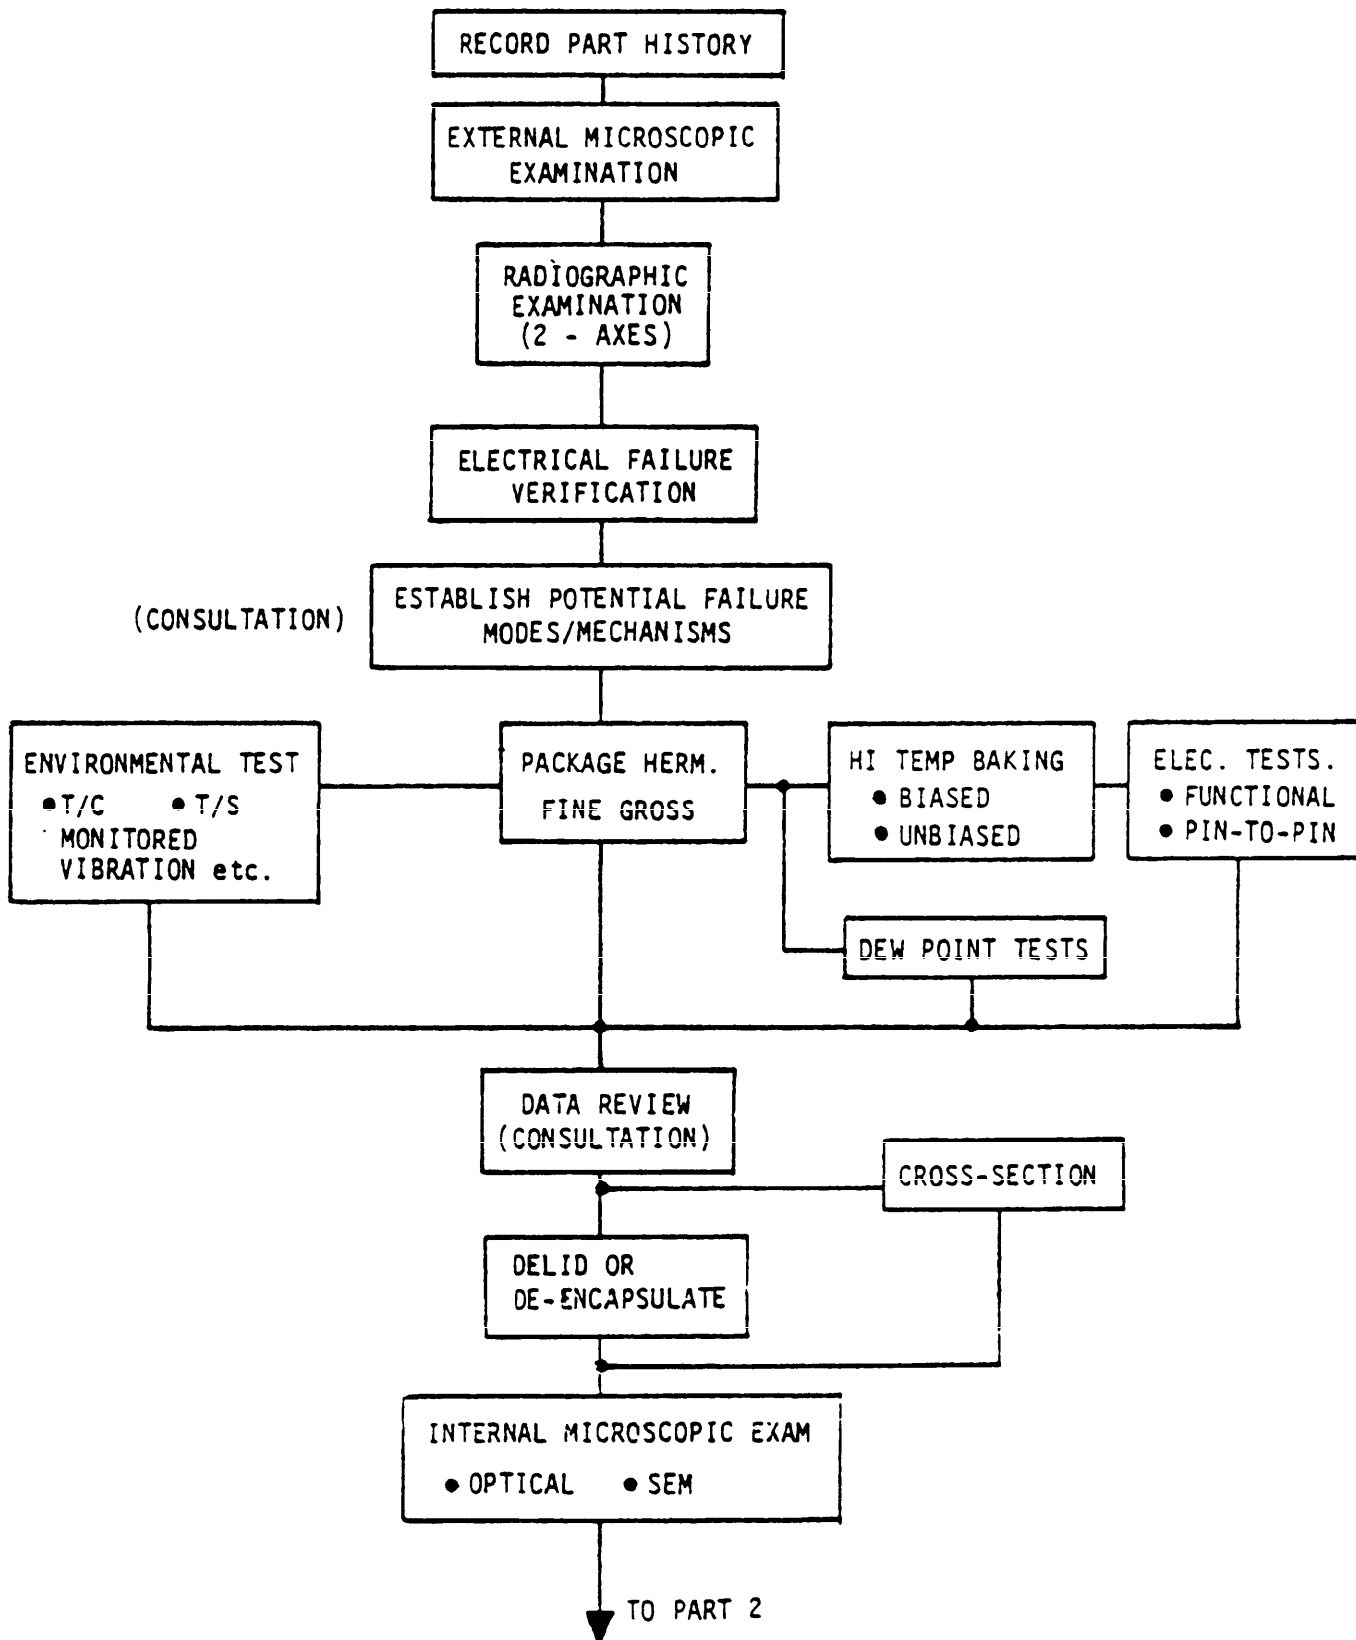 RECORD PART HISTORY
EXTERNAL MICROSCOPIC
EXAMINATION
RADIOGRAPHIC
EXAMINATION
(2 - AXES)
ELECTRICAL FAILURE
VERIFICATION
(CONSULTATION)
ESTABLISH POTENTIAL FAILURE
MODES/MECHANISMS
ENVIRONMENTAL TEST
● T/C ● T/S
MONITORED
VIBRATION etc.
PACKAGE HERM.
FINE GROSS
HI TEMP BAKING
● BIASED
● UNBIASED
ELEC. TESTS.
● FUNCTIONAL
● PIN-TO-PIN
DEW POINT TESTS
DATA REVIEW
(CONSULTATION)
CROSS-SECTION
DELID OR
DE-ENCAPSULATE
INTERNAL MICROSCOPIC EXAM
● OPTICAL ● SEM
TO PART 2